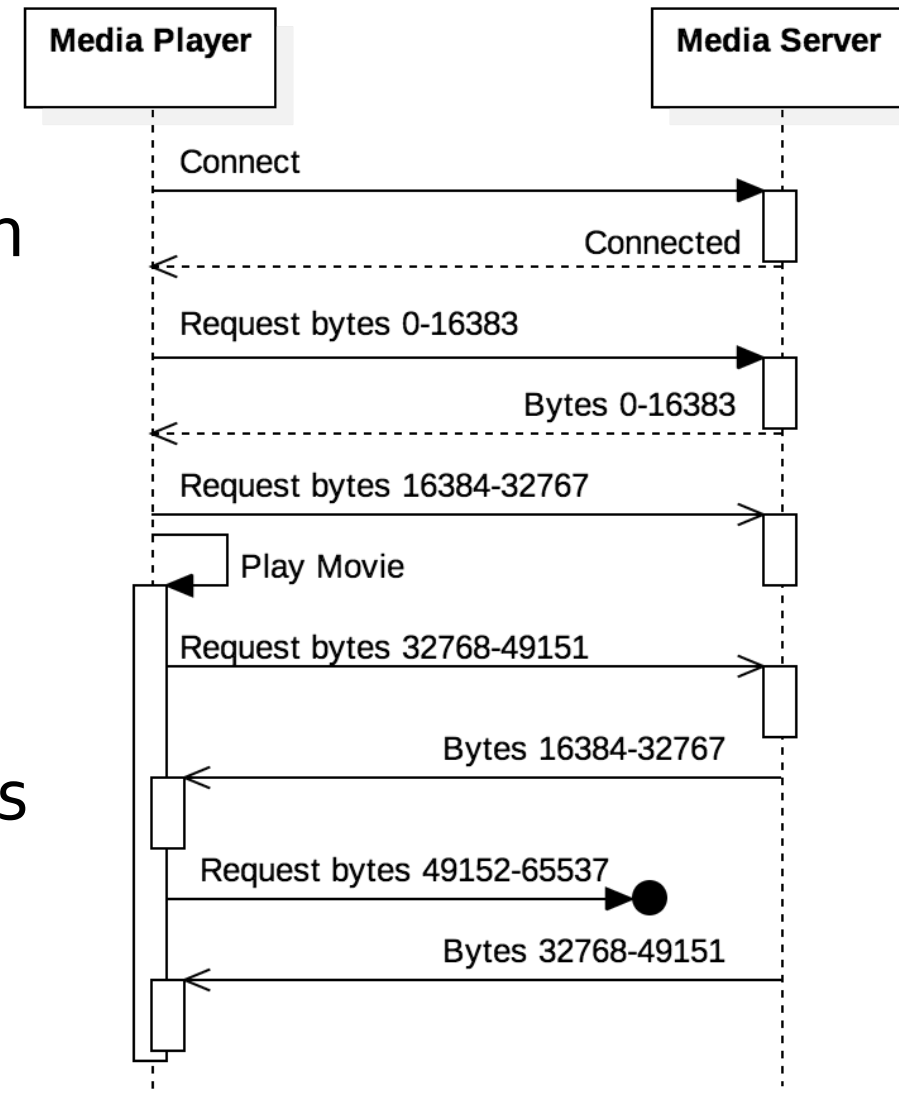 Media Player
Media Server
Connect
n
Connected
Request bytes 0-16383
Bytes 0-16383
Request bytes 16384-32767
Play Movie
Request bytes 32768-49151
Bytes 16384-32767
s
Request bytes 49152-65537
Bytes 32768-49151